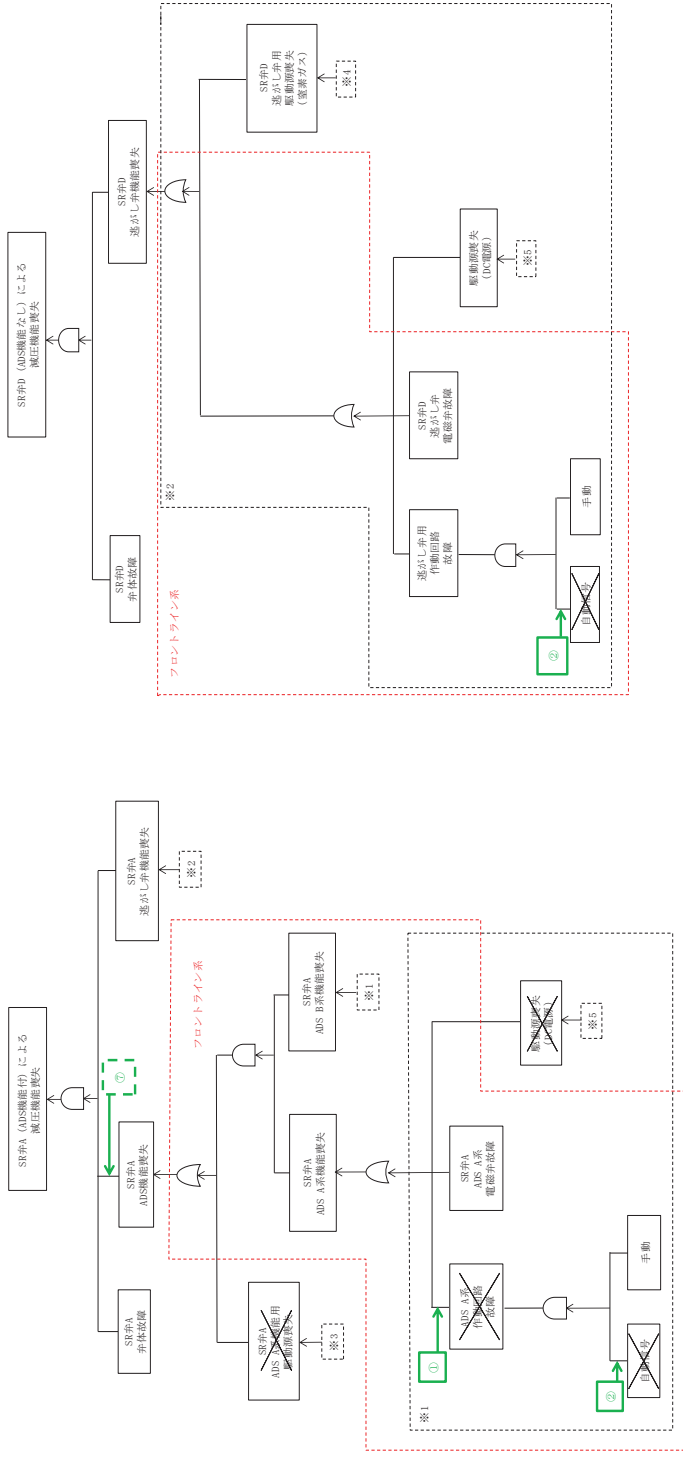 SR弁A (ADS機能付) による
減圧機能喪失
⑦
SR弁A
弁体故障
SR弁A
ADS機能喪失
SR弁A
逃がし弁機能喪失
※2
フロントライン系
SR弁A
ADS A系機能用
駆動源喪失
※3
SR弁A
ADS A系機能喪失
SR弁A
ADS B系機能喪失
※1
※1
①
ADS A系
作動回路
故障
SR弁A
ADS A系
電磁弁故障
駆動源喪失
(DC電源)
※5
②
自動信号
手動
SR弁D (ADS機能なし) による
減圧機能喪失
SR弁D
弁体故障
SR弁D
逃がし弁機能喪失
フロントライン系
※2
SR弁D
逃がし弁用
駆動源喪失
(窒素ガス)
※4
逃がし弁用
作動回路
故障
SR弁D
逃がし弁
電磁弁故障
駆動源喪失
(DC電源)
※5
②
自動信号
手動